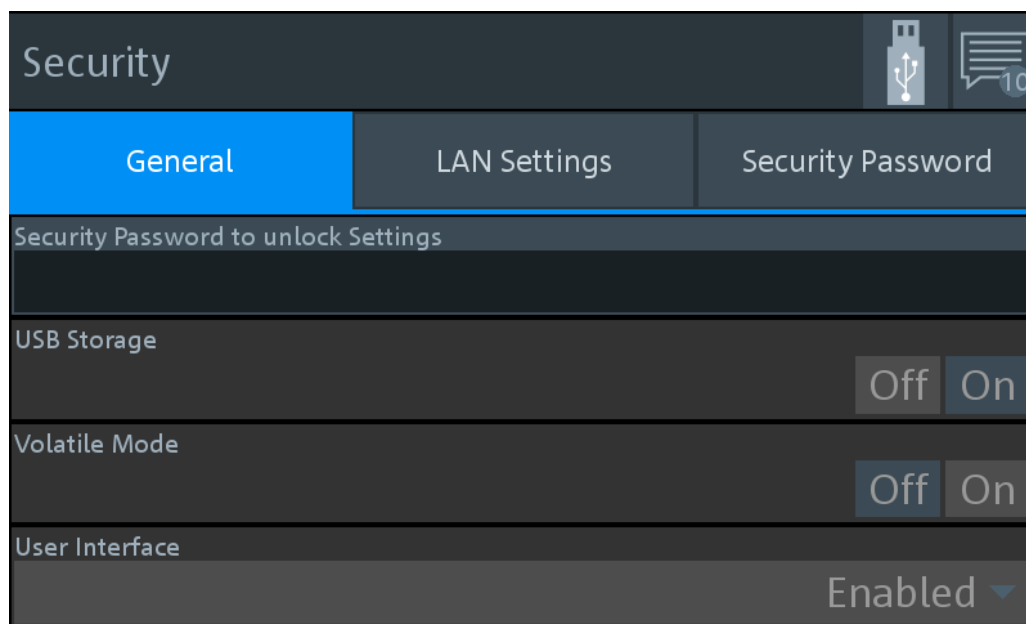 Security
10
General
LAN Settings
Security Password
Security Password to unlock Settings
USB Storage
Off
On
Volatile Mode
Off
On
User Interface
Enabled